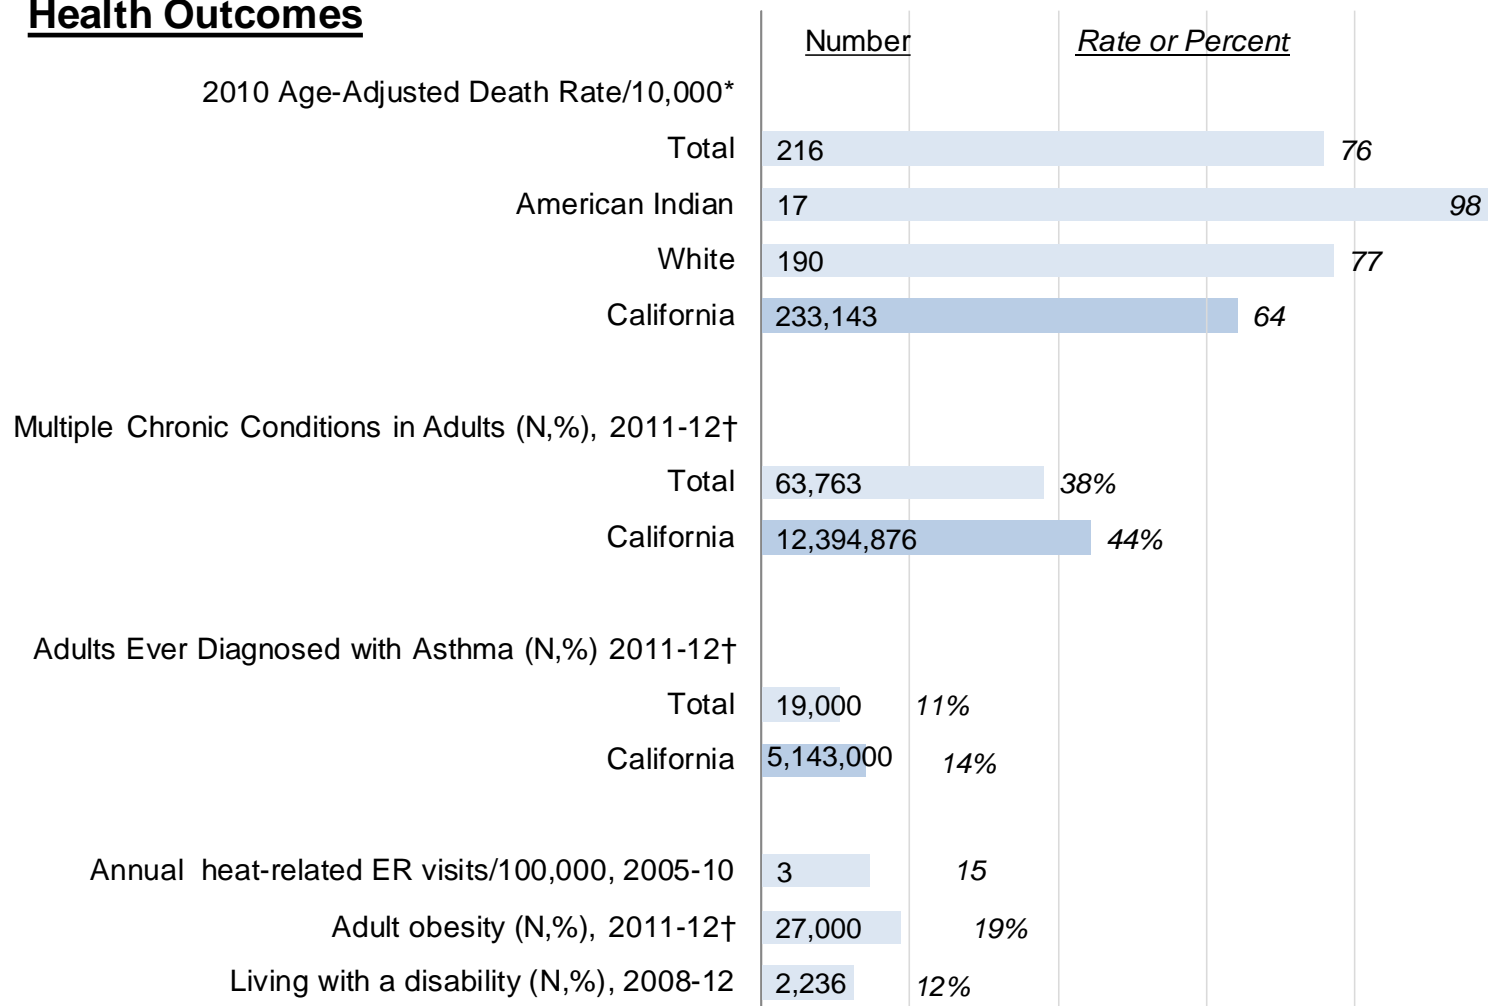 Health Outcomes
Number Rate or Percent
2010 Age-Adjusted Death Rate/10,000*
Total 216 76
American Indian 17 98
White 190 77
California 233,143 64
Multiple Chronic Conditions in Adults (N,%), 2011-12†
Total 63,763 38%
California 12,394,876 44%
Adults Ever Diagnosed with Asthma (N,%) 2011-12†
Total 19,000 11%
California 5,143,000 14%
Annual heat-related ER visits/100,000, 2005-10 3 15
Adult obesity (N,%), 2011-12† 27,000 19%
Living with a disability (N,%), 2008-12 2,236 12%